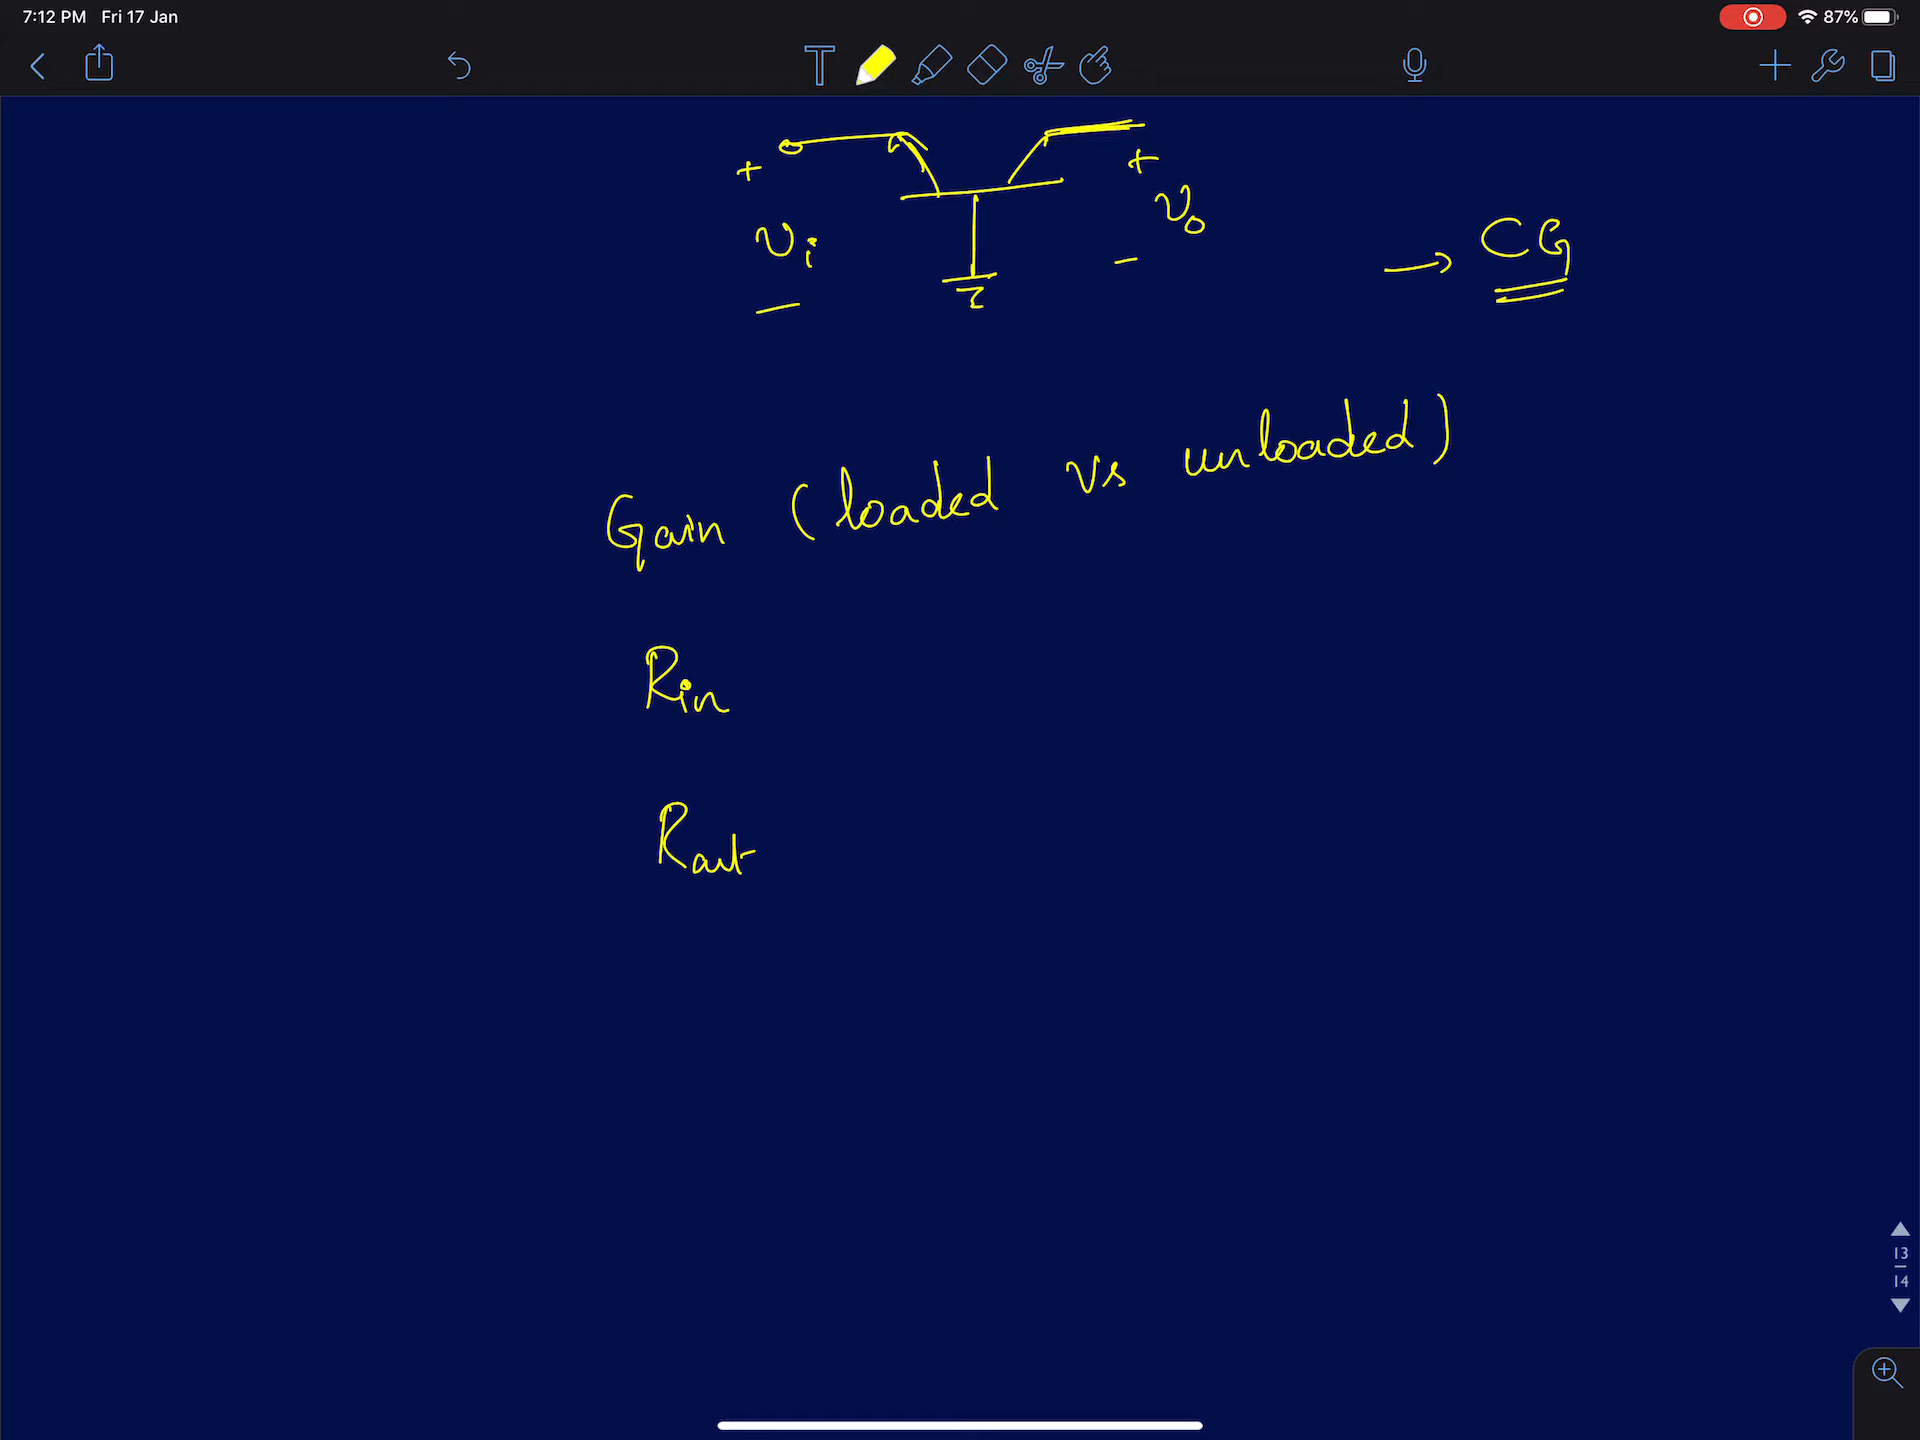 7:12 PM Fri 17 Jan 87%
T
+ +
vo
vi → CG
- -
Gain (loaded vs unloaded)
Rin
Rout
13
14